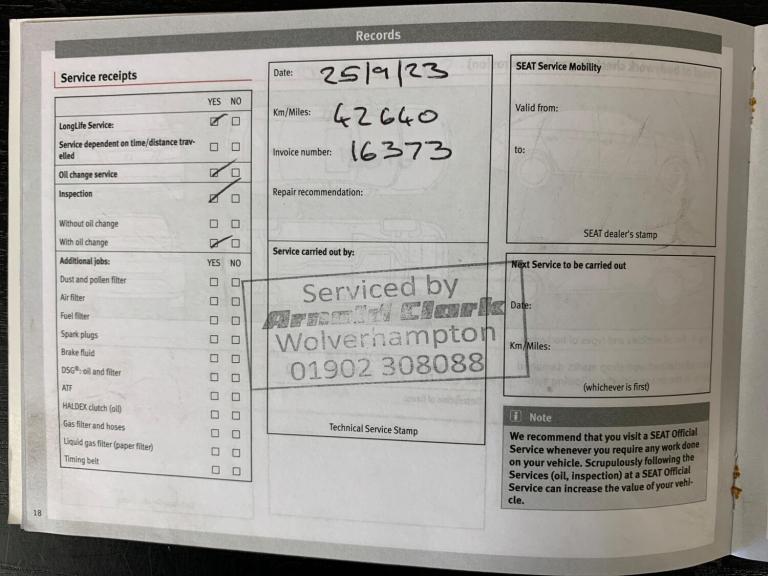 Records
Service receipts
YES NO
LongLife Service:
Service dependent on time/distance trav-
elled
Oil change service
Inspection
Without oil change
With oil change
Additional jobs: YES NO
Dust and pollen filter
Air filter
Fuel filter
Spark plugs
Brake fluid
DSG®: oil and filter
ATF
HALDEX clutch (oil)
Gas filter and hoses
Liquid gas filter (paper filter)
Timing belt
Date: 25/9/23
Km/Miles: 42640
Invoice number: 16373
Repair recommendation:
Service carried out by:
Serviced by
Arnold Clark
Wolverhampton
01902 308088
Technical Service Stamp
SEAT Service Mobility
Valid from:
to:
SEAT dealer's stamp
Next Service to be carried out
Date:
Km/Miles:
(whichever is first)
i Note
We recommend that you visit a SEAT Official
Service whenever you require any work done
on your vehicle. Scrupulously following the
Services (oil, inspection) at a SEAT Official
Service can increase the value of your vehi-
cle.
18